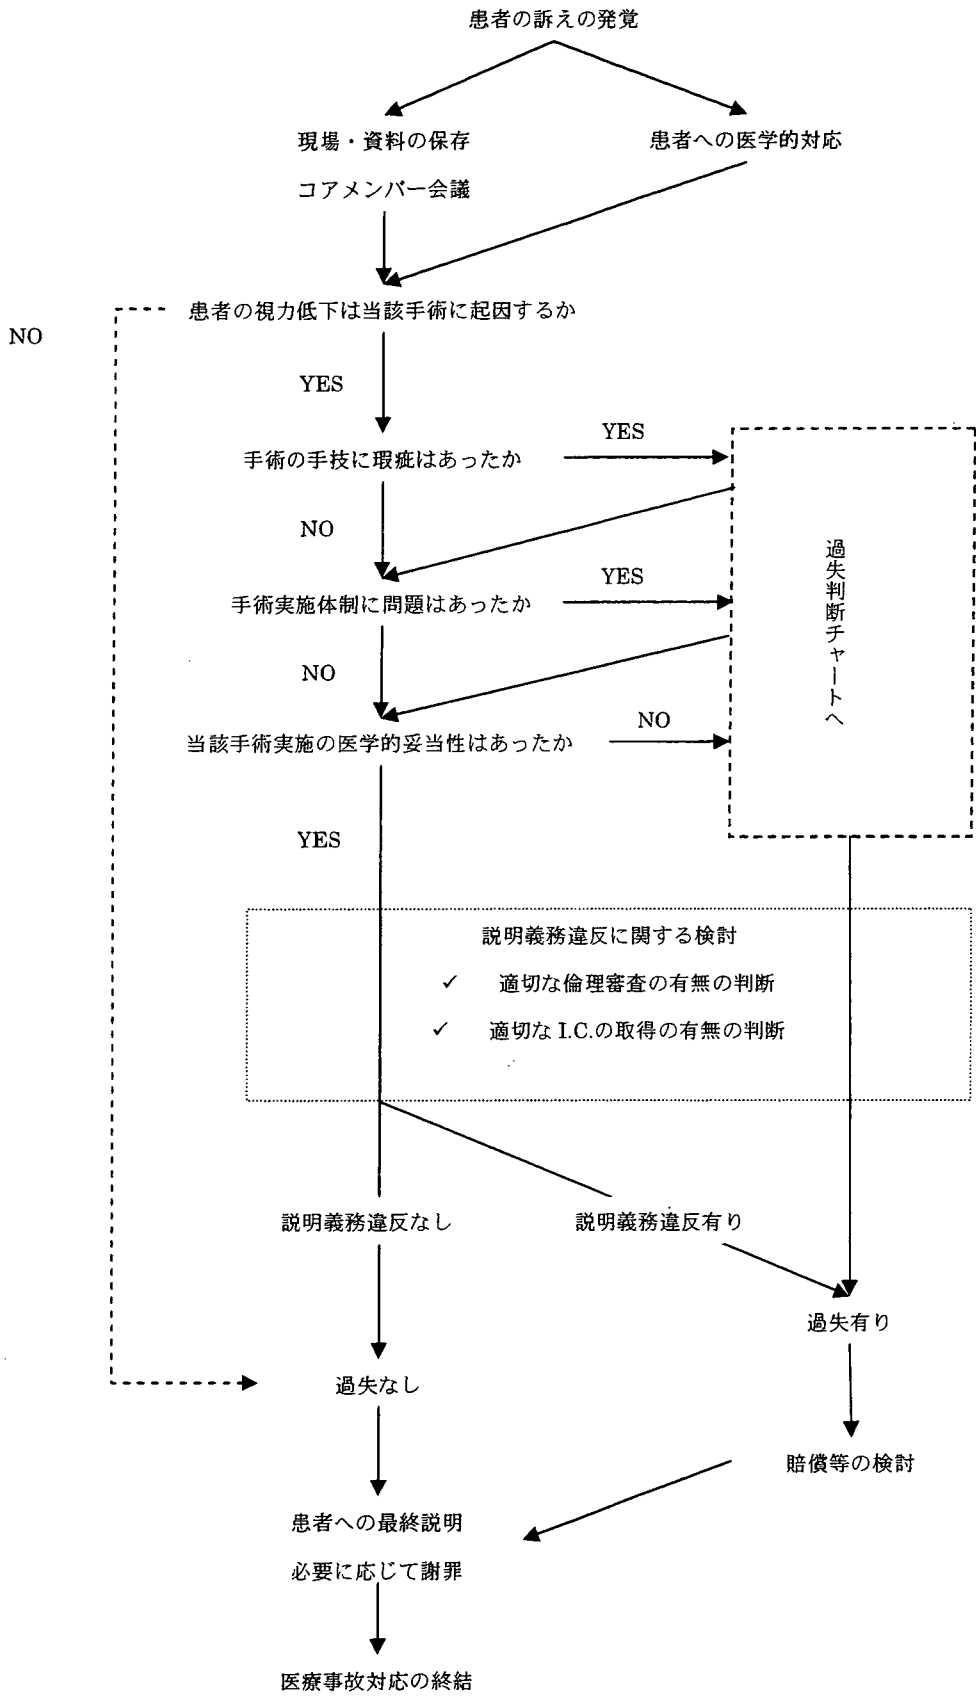 患者の訴えの発覚
現場・資料の保存
患者への医学的対応
コアメンバー会議
患者の視力低下は当該手術に起因するか
NO
YES
手術の手技に瑕疵はあったか
YES
NO
手術実施体制に問題はあったか
YES
NO
当該手術実施の医学的妥当性はあったか
NO
過失判断チャートへ
YES
説明義務違反に関する検討
✓ 適切な倫理審査の有無の判断
✓ 適切な I.C.の取得の有無の判断
説明義務違反なし
説明義務違反有り
過失有り
過失なし
賠償等の検討
患者への最終説明
必要に応じて謝罪
医療事故対応の終結